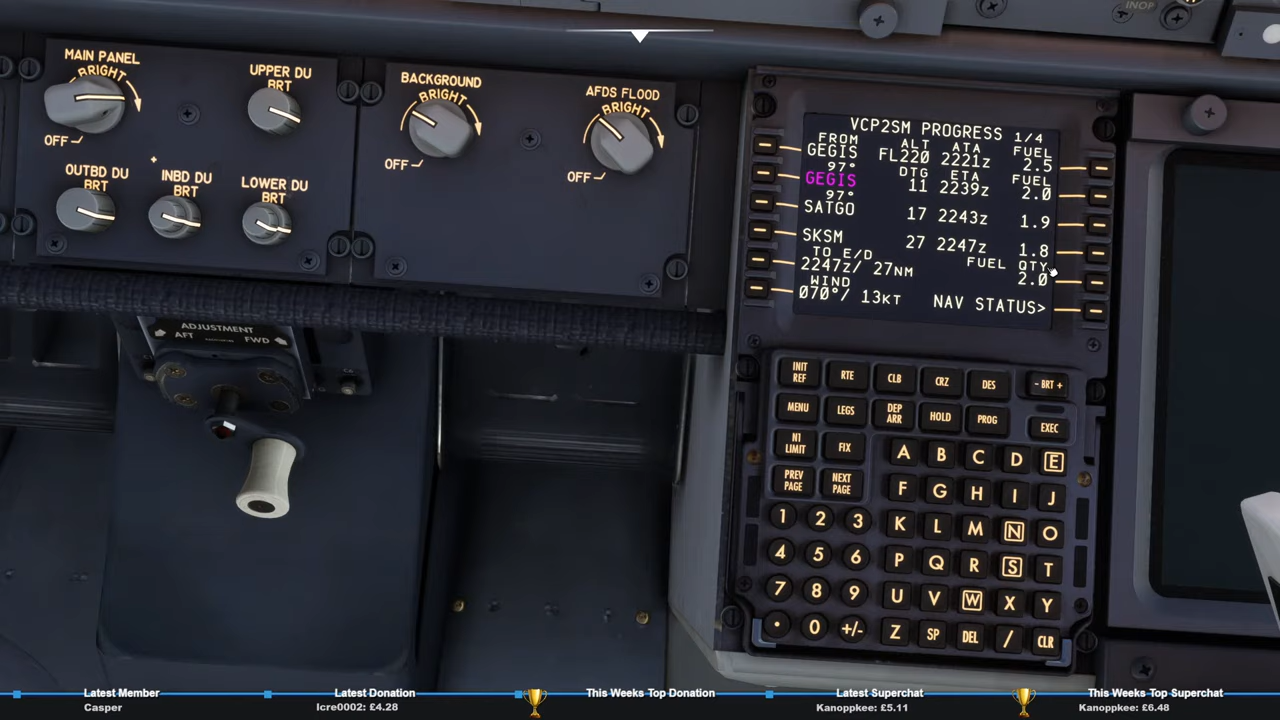 INOP
MAIN PANEL
BRIGHT
OFF
UPPER DU
BRT
OUTBD DU
BRT
INBD DU
BRT
LOWER DU
BRT
BACKGROUND
BRIGHT
OFF
AFDS FLOOD
BRIGHT
OFF
ADJUSTMENT
AFT FWD
VCP2SM PROGRESS 1/4
FROM ALT ATA FUEL
GEGIS FL220 2221z 2.5
97° DTG ETA FUEL
GEGIS 11 2239z 2.0
97°
SATGO 17 2243z 1.9
SKSM 27 2247z 1.8
TO E/D FUEL QTY
2247z/ 27NM 2.0
WIND
070°/ 13KT NAV STATUS>
INIT REF RTE CLB CRZ DES - BRT +
MENU LEGS DEP ARR HOLD PROG EXEC
N1 LIMIT FIX
PREV PAGE NEXT PAGE
A B C D E
F G H I J
1 2 3 K L M N O
4 5 6 P Q R S T
7 8 9 U V W X Y
. 0 +/- Z SP DEL / CLR
Latest Member
Casper
Latest Donation
Icre0002: £4.28
This Weeks Top Donation
Latest Superchat
Kanoppkee: £5.11
This Weeks Top Superchat
Kanoppkee: £6.48